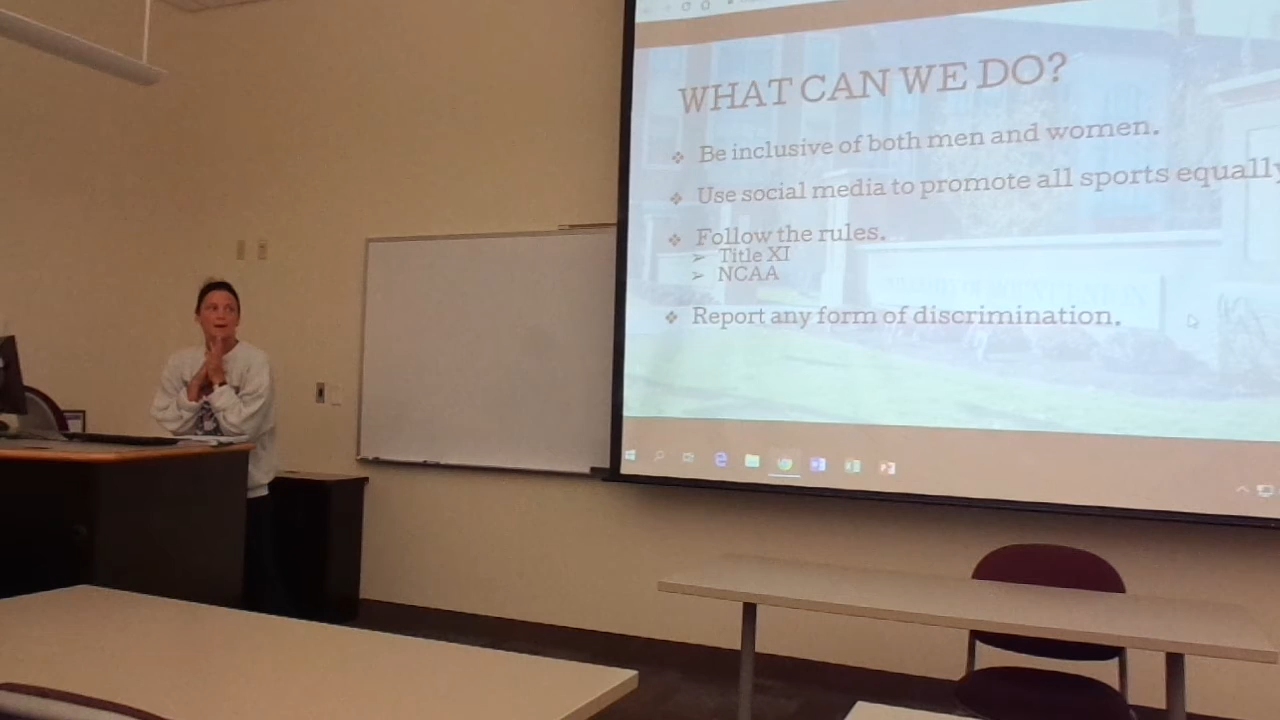 WHAT CAN WE DO?
Be inclusive of both men and women.
Use social media to promote all sports equally
Follow the rules.
Title XI
NCAA
Report any form of discrimination.